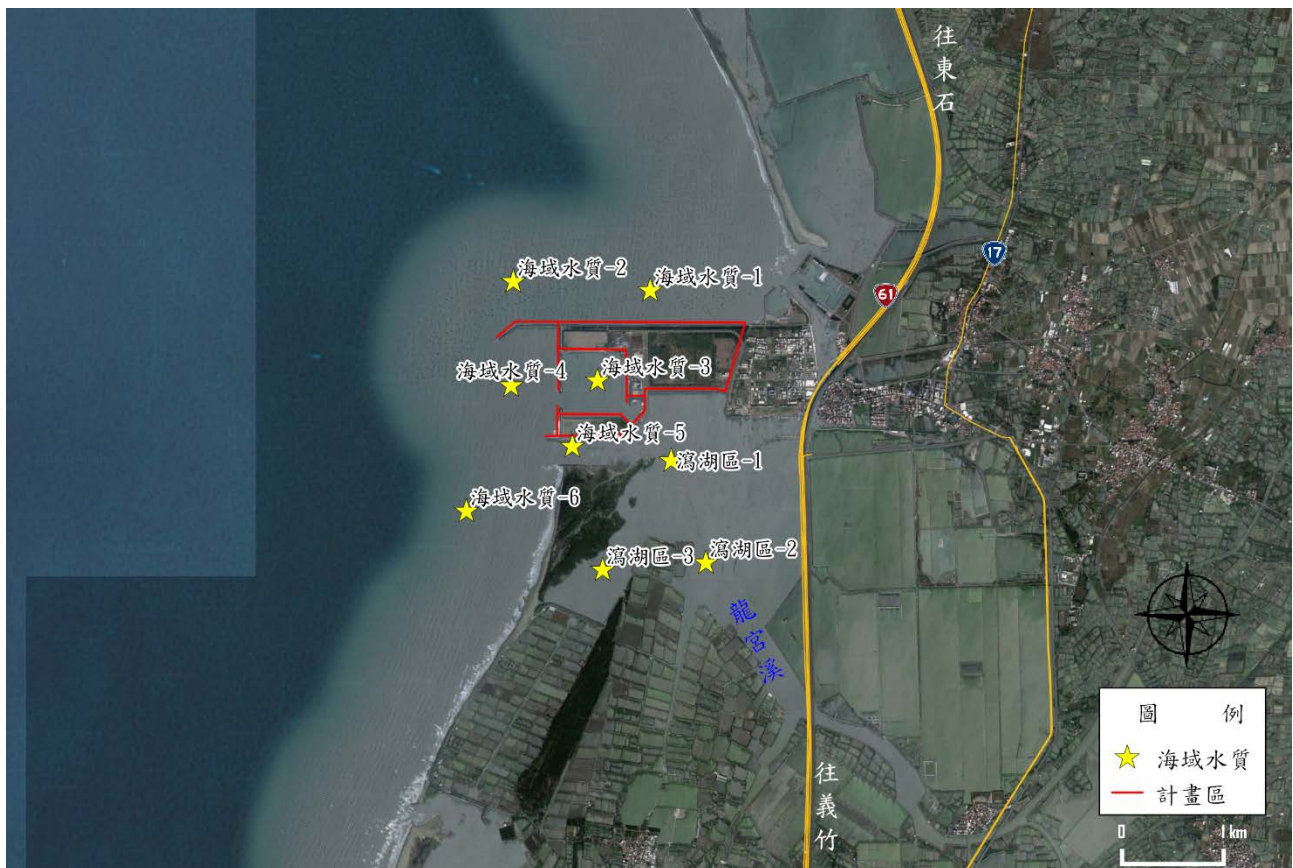 往東石
17
61
海域水質-2
海域水質-1
海域水質-3
海域水質-4
海域水質-5
潟湖區-1
海域水質-6
潟湖區-2
潟湖區-3
龍宮溪
往義竹
圖 例
海域水質
計畫區
0 1 km